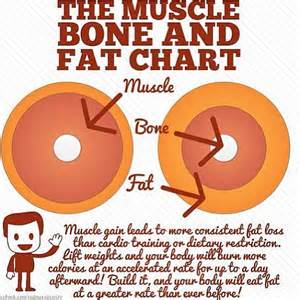 THE MUSCLE
BONE AND
FAT CHART
Muscle
Bone
Fat
Muscle gain leads to more consistent fat loss
than cardio training or dietary restriction.
Lift weights and your body will burn more
calories at an accelerated rate for up to a day
afterward! Build it, and your body will eat fat
at a greater rate than ever before!